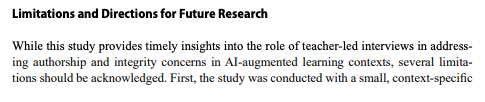 Limitations and Directions for Future Research
While this study provides timely insights into the role of teacher-led interviews in address-
ing authorship and integrity concerns in AI-augmented learning contexts, several limita-
tions should be acknowledged. First, the study was conducted with a small, context-specific